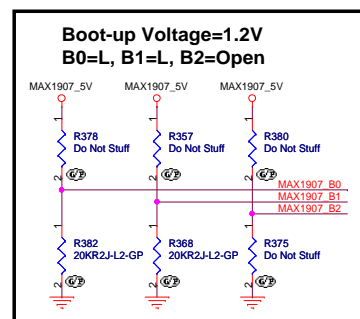 Boot-up Voltage=1.2V
B0=L, B1=L, B2=Open
MAX1907_5V MAX1907_5V MAX1907_5V
1 1 1
R378 R357 R380
Do Not Stuff Do Not Stuff Do Not Stuff
2 2 2
MAX1907_B0
MAX1907_B1
MAX1907_B2
1 1 1
R382 R368 R375
20KR2J-L2-GP 20KR2J-L2-GP Do Not Stuff
2 2 2